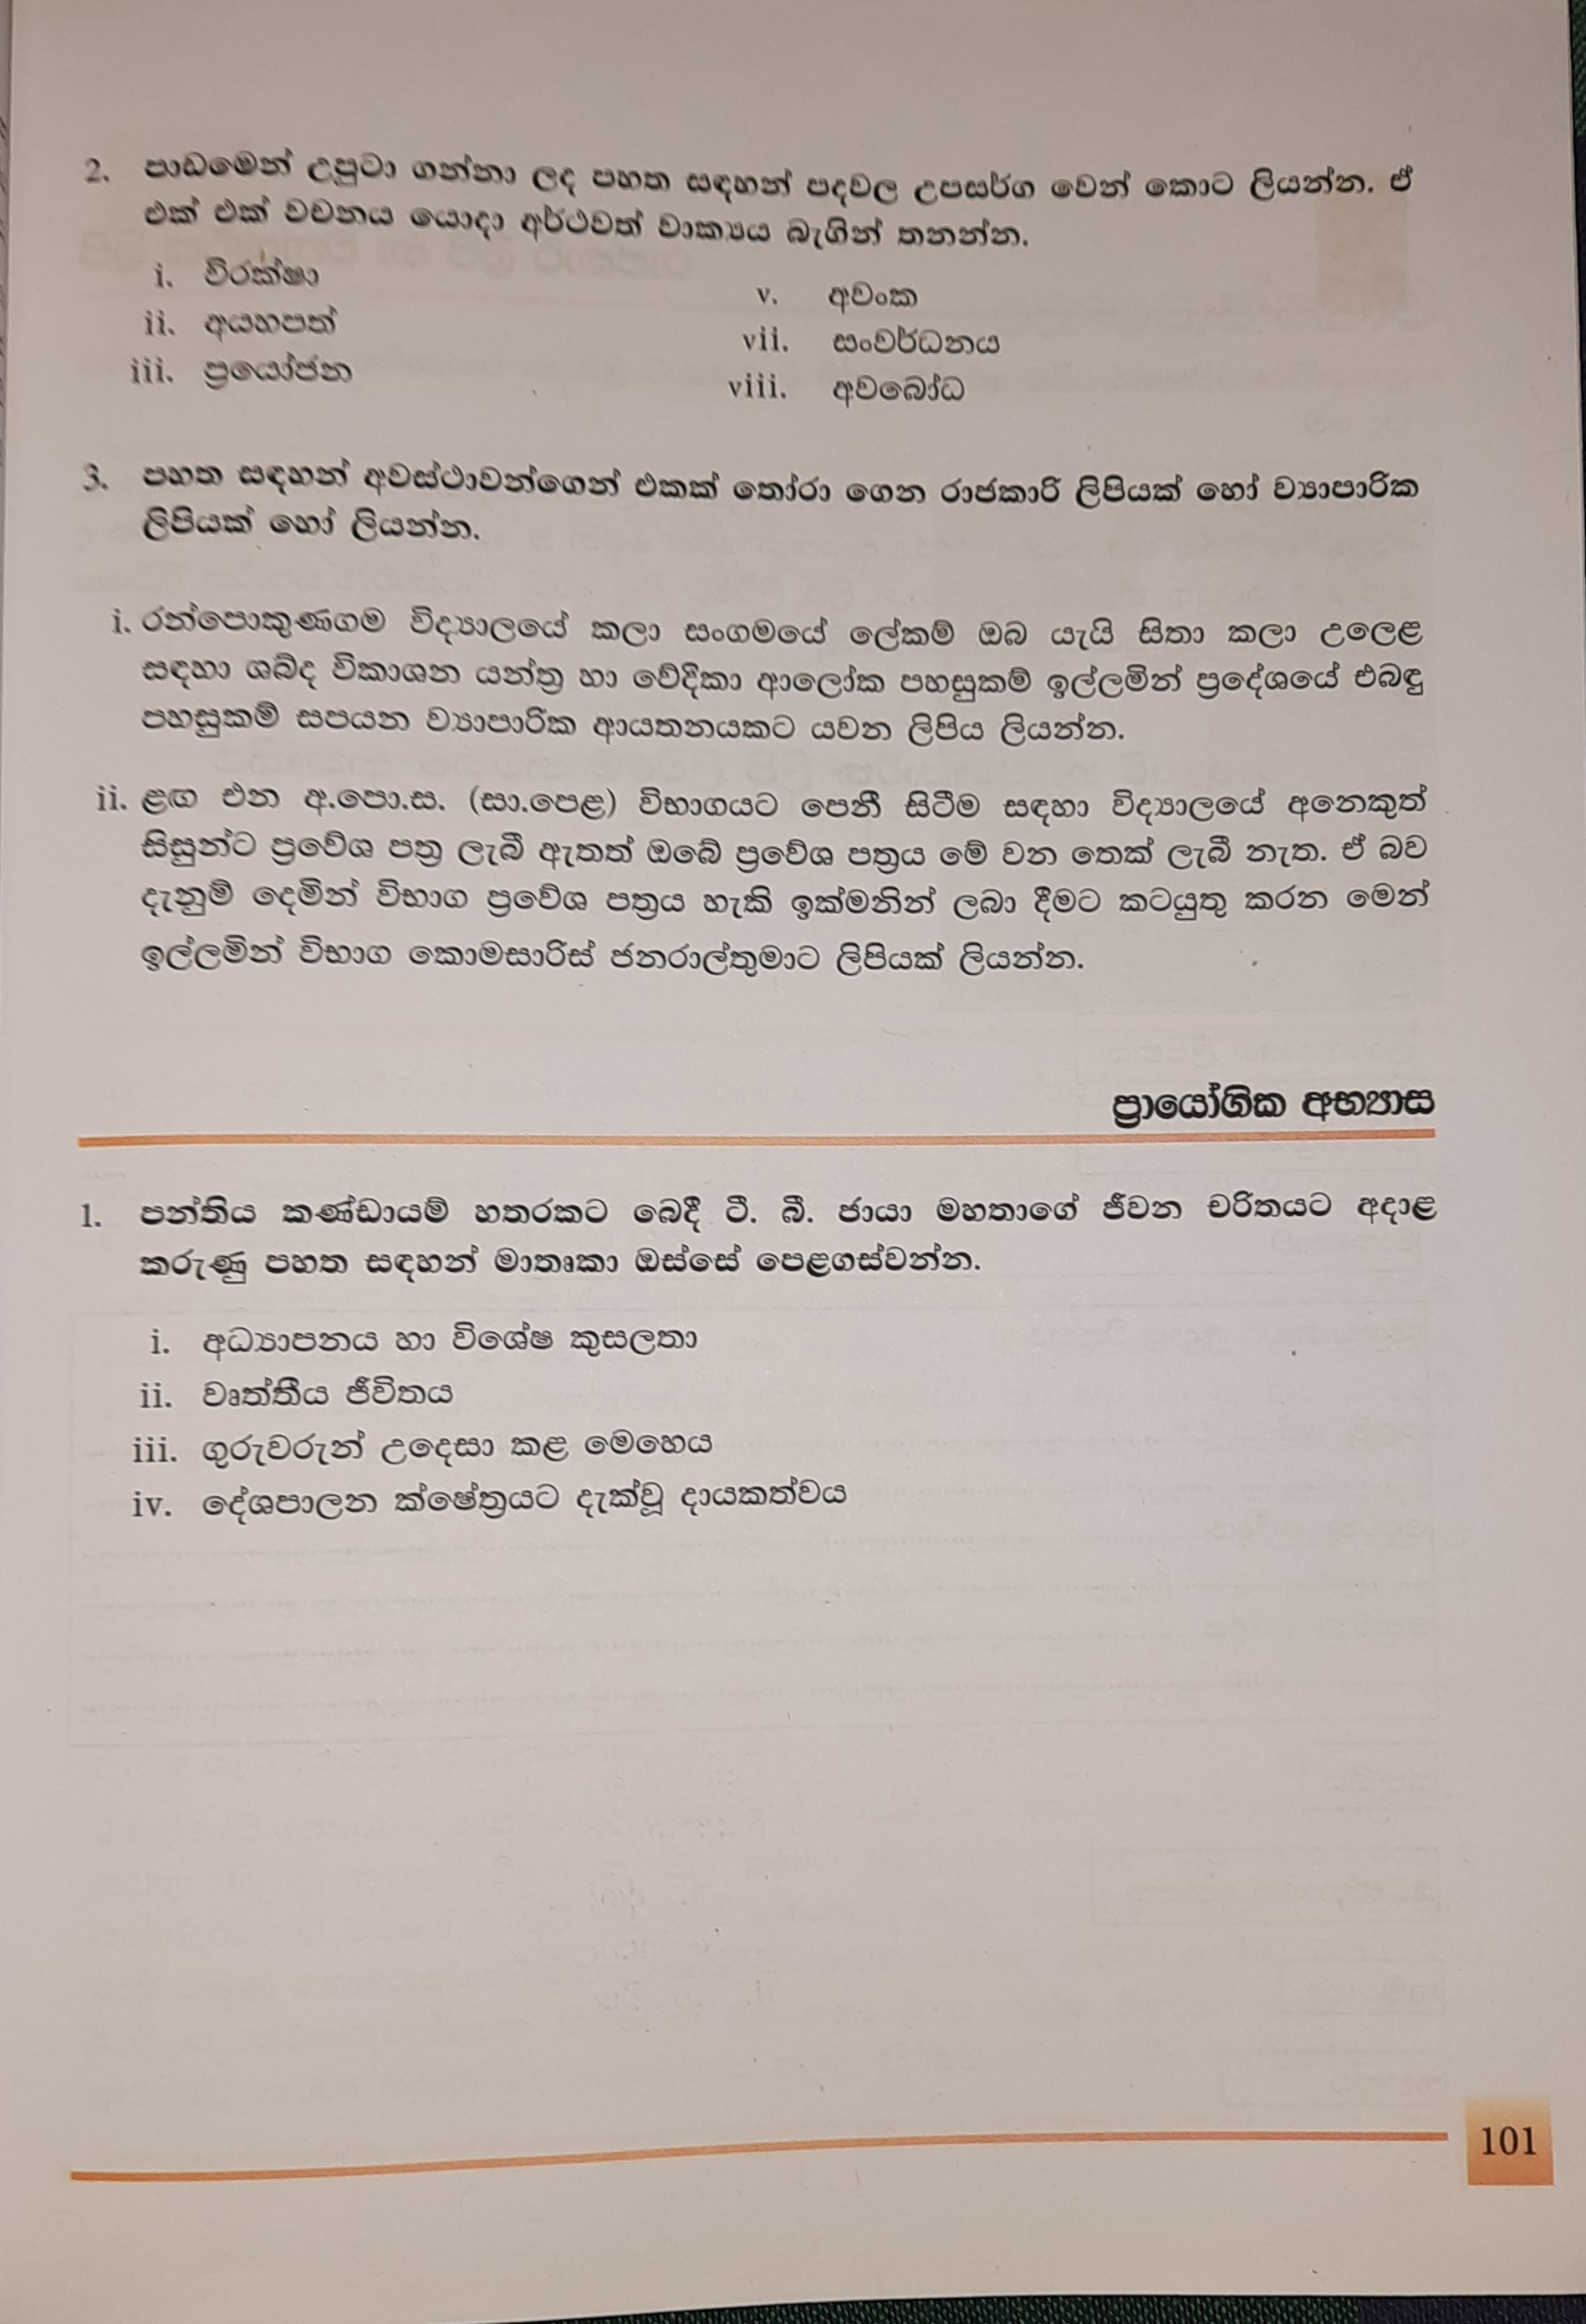 2. පාඩමෙන් උපුටා ගන්නා ලද පහත සඳහන් පදවල උපසර්ග වෙන් කොට ලියන්න. ඒ
එක් එක් වචනය යොදා අර්ථවත් වාක්‍යය බැගින් තනන්න.
i. විරක්ෂා
ii. අයහපත්
iii. ප්‍රයෝජන
v. අවංක
vii. සංවර්ධනය
viii. අවබෝධ
3. පහත සඳහන් අවස්ථාවන්ගෙන් එකක් තෝරා ගෙන රාජකාරි ලිපියක් හෝ ව්‍යාපාරික
ලිපියක් හෝ ලියන්න.
i. රන්පොකුණගම විද්‍යාලයේ කලා සංගමයේ ලේකම් ඔබ යැයි සිතා කලා උලෙළ
සඳහා ශබ්ද විකාශන යන්ත්‍ර හා වේදිකා ආලෝක පහසුකම් ඉල්ලමින් ප්‍රදේශයේ එබඳු
පහසුකම් සපයන ව්‍යාපාරික ආයතනයකට යවන ලිපිය ලියන්න.
ii. ළඟ එන අ.පො.ස. (සා.පෙළ) විභාගයට පෙනී සිටීම සඳහා විද්‍යාලයේ අනෙකුත්
සිසුන්ට ප්‍රවේශ පත්‍ර ලැබී ඇතත් ඔබේ ප්‍රවේශ පත්‍රය මේ වන තෙක් ලැබී නැත. ඒ බව
දැනුම් දෙමින් විභාග ප්‍රවේශ පත්‍රය හැකි ඉක්මනින් ලබා දීමට කටයුතු කරන මෙන්
ඉල්ලමින් විභාග කොමසාරිස් ජනරාල්තුමාට ලිපියක් ලියන්න.
ප්‍රායෝගික අභ්‍යාස
1. පන්තිය කණ්ඩායම් හතරකට බෙදී ටී. බී. ජායා මහතාගේ ජීවන චරිතයට අදාළ
කරුණු පහත සඳහන් මාතෘකා ඔස්සේ පෙළගස්වන්න.
i. අධ්‍යාපනය හා විශේෂ කුසලතා
ii. වෘත්තීය ජීවිතය
iii. ගුරුවරුන් උදෙසා කළ මෙහෙය
iv. දේශපාලන ක්ෂේත්‍රයට දැක්වූ දායකත්වය
101